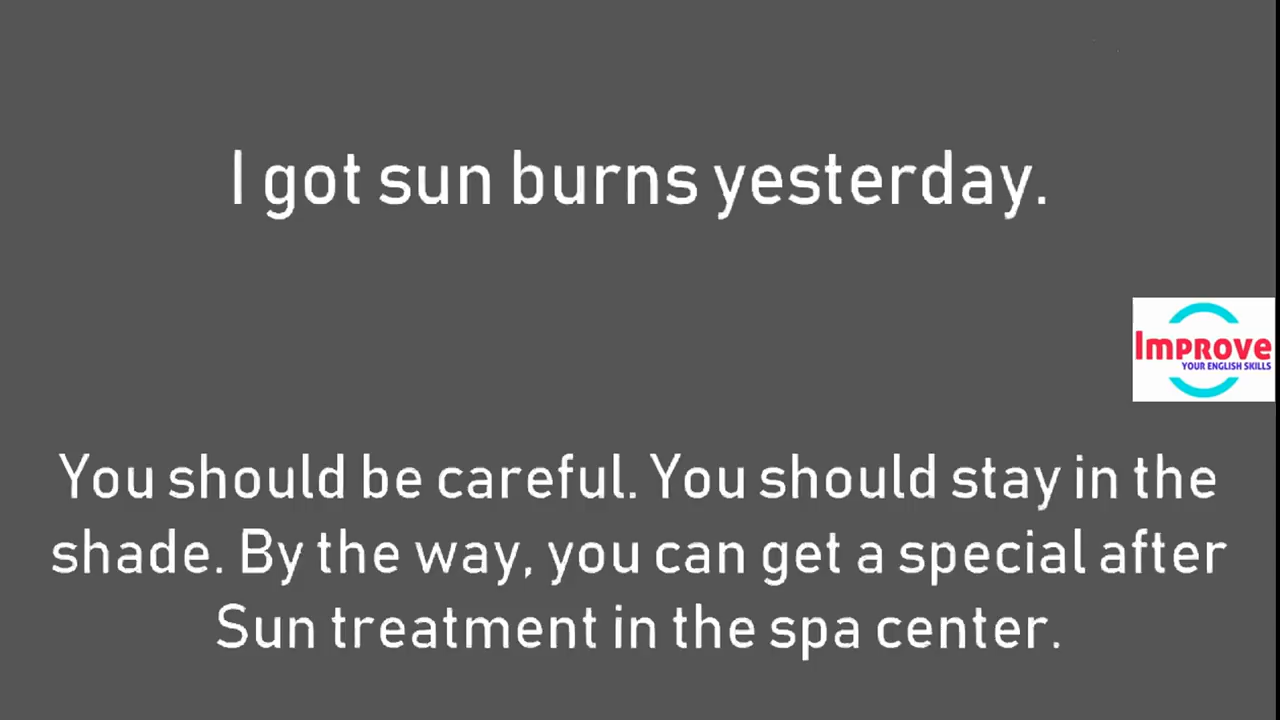 I got sun burns yesterday.
Improve
YOUR ENGLISH SKILLS
You should be careful. You should stay in the
shade. By the way, you can get a special after
Sun treatment in the spa center.